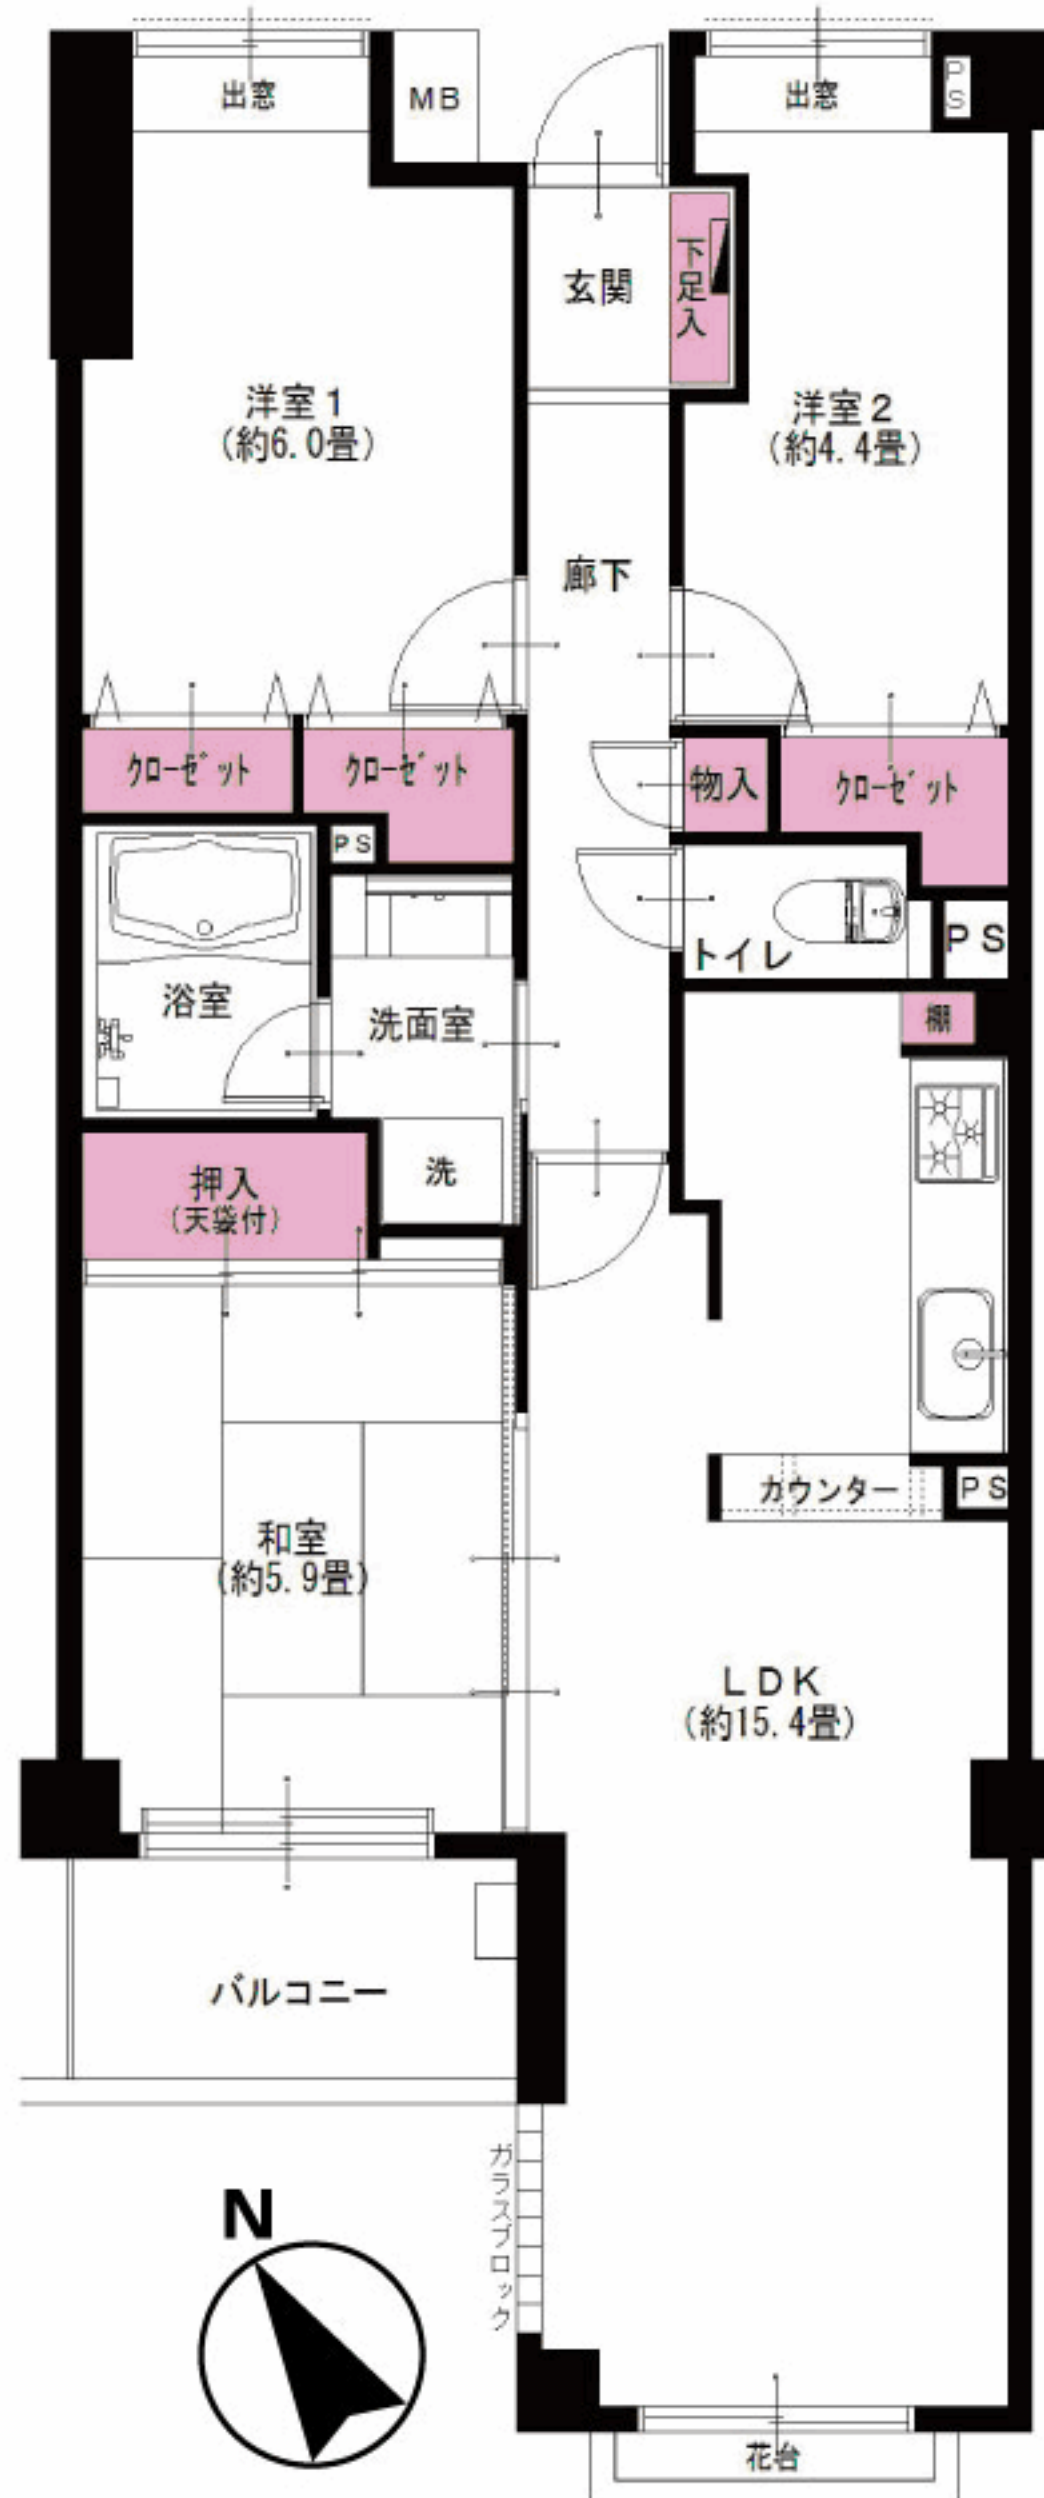 出窓
MB
出窓
PS
玄関
下足入
洋室1
(約6.0畳)
洋室2
(約4.4畳)
廊下
クローゼット
クローゼット
物入
クローゼット
PS
トイレ
PS
浴室
洗面室
棚
押入
(天袋付)
洗
カウンター
PS
和室
(約5.9畳)
LDK
(約15.4畳)
バルコニー
ガラスブロック
N
花台